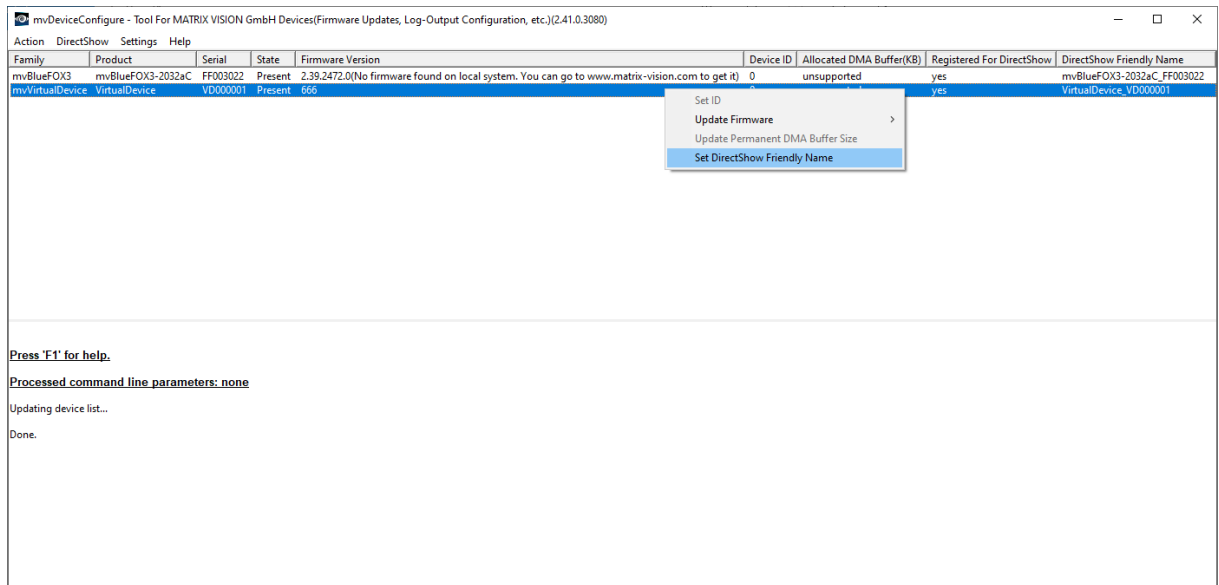 mvDeviceConfigure - Tool For MATRIX VISION GmbH Devices(Firmware Updates, Log-Output Configuration, etc.)(2.41.0.3080)
Action DirectShow Settings Help
Family Product Serial State Firmware Version Device ID Allocated DMA Buffer(KB) Registered For DirectShow DirectShow Friendly Name
mvBlueFOX3 mvBlueFOX3-2032aC FF003022 Present 2.39.2472.0(No firmware found on local system. You can go to www.matrix-vision.com to get it) 0 unsupported yes mvBlueFOX3-2032aC_FF003022
mvVirtualDevice VirtualDevice VD000001 Present 666 yes VirtualDevice_VD000001
Set ID
Update Firmware
Update Permanent DMA Buffer Size
Set DirectShow Friendly Name
Press 'F1' for help.
Processed command line parameters: none
Updating device list...
Done.